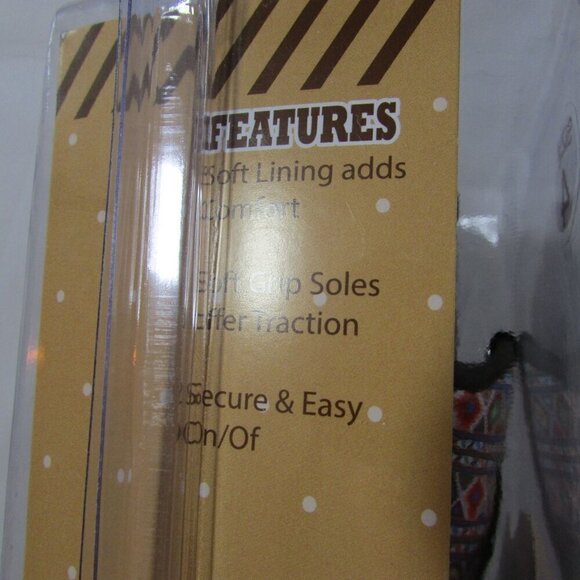 FEATURES
Soft Lining adds
Comfort
Soft Grip Soles
offer Traction
Secure & Easy
On/Of